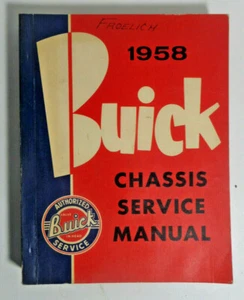 FROELICH
1958
Buick
CHASSIS
SERVICE
MANUAL
AUTHORIZED
Buick
SERVICE